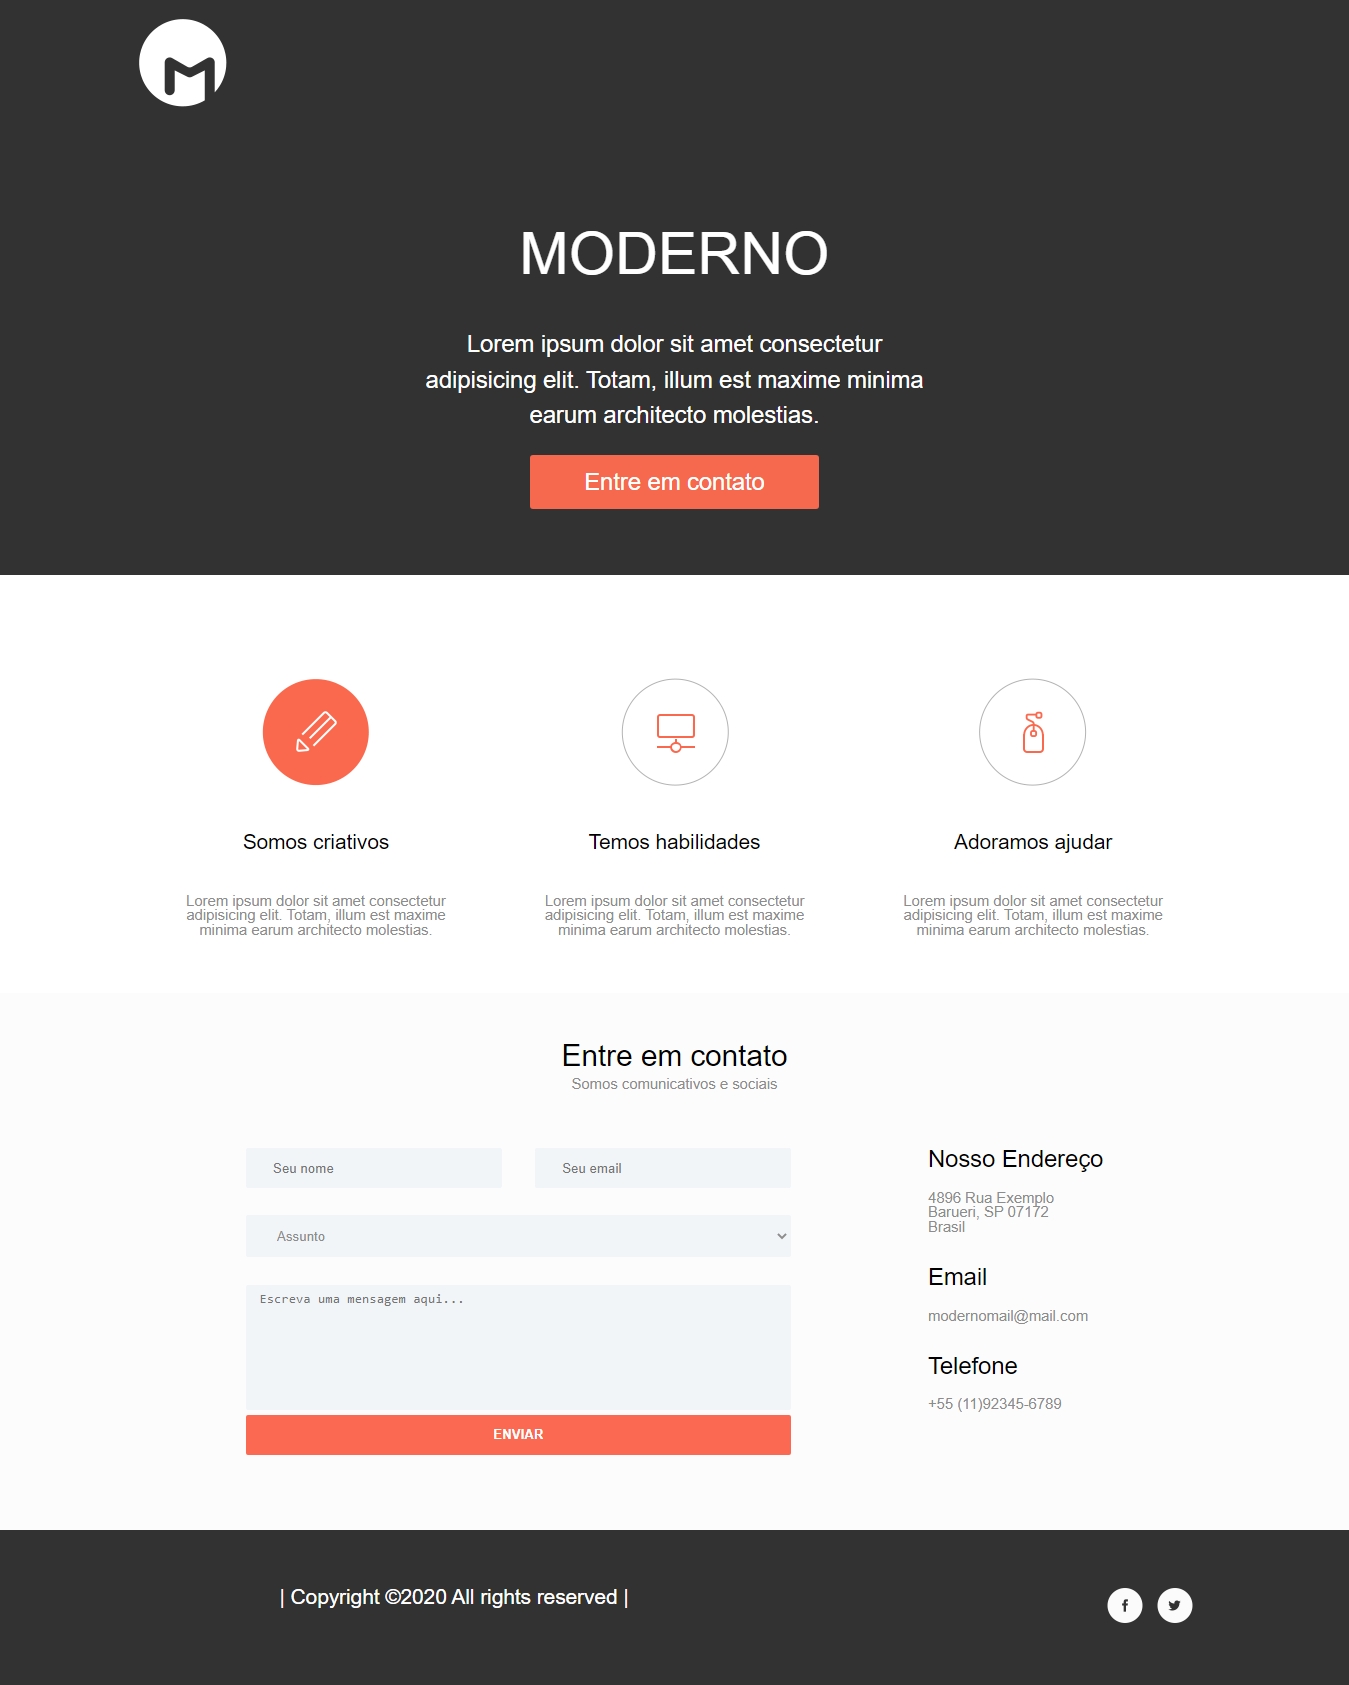 M
MODERNO
Lorem ipsum dolor sit amet consectetur
adipisicing elit. Totam, illum est maxime minima
earum architecto molestias.
Entre em contato
Somos criativos
Lorem ipsum dolor sit amet consectetur
adipisicing elit. Totam, illum est maxime
minima earum architecto molestias.
Temos habilidades
Lorem ipsum dolor sit amet consectetur
adipisicing elit. Totam, illum est maxime
minima earum architecto molestias.
Adoramos ajudar
Lorem ipsum dolor sit amet consectetur
adipisicing elit. Totam, illum est maxime
minima earum architecto molestias.
Entre em contato
Somos comunicativos e sociais
Seu nome
Seu email
Assunto
Escreva uma mensagem aqui...
ENVIAR
Nosso Endereço
4896 Rua Exemplo
Barueri, SP 07172
Brasil
Email
modernomail@mail.com
Telefone
+55 (11)92345-6789
| Copyright ©2020 All rights reserved |